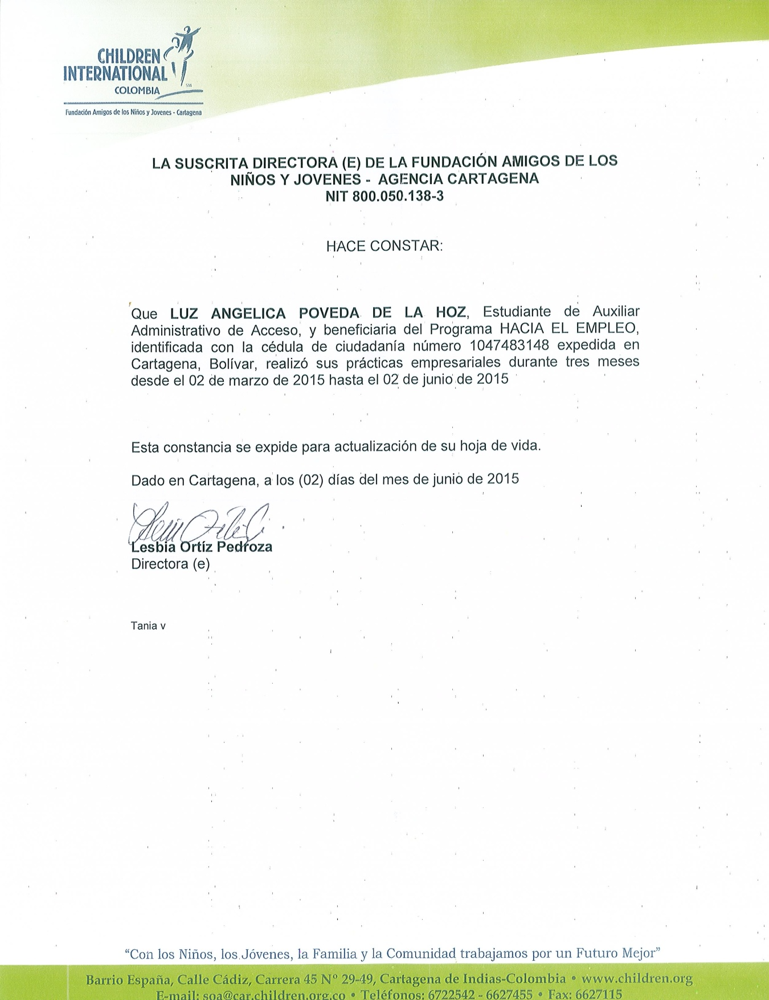 CHILDREN
INTERNATIONAL
SM
COLOMBIA
Fundación Amigos de los Niños y Jovenes - Cartagena
LA SUSCRITA DIRECTORA (E) DE LA FUNDACIÓN AMIGOS DE LOS
NIÑOS Y JOVENES - AGENCIA CARTAGENA
NIT 800.050.138-3
HACE CONSTAR:
Que LUZ ANGELICA POVEDA DE LA HOZ, Estudiante de Auxiliar
Administrativo de Acceso, y beneficiaria del Programa HACIA EL EMPLEO,
identificada con la cédula de ciudadanía número 1047483148 expedida en
Cartagena, Bolívar, realizó sus prácticas empresariales durante tres meses
desde el 02 de marzo de 2015 hasta el 02 de junio de 2015
Esta constancia se expide para actualización de su hoja de vida.
Dado en Cartagena, a los (02) días del mes de junio de 2015
Lesbia Ortíz Pedroza
Directora (e)
Tania v
“Con los Niños, los Jóvenes, la Familia y la Comunidad trabajamos por un Futuro Mejor”
Barrio España, Calle Cádiz, Carrera 45 Nº 29-49, Cartagena de Indias-Colombia • www.children.org
E-mail: soa@car.children.org.co • Teléfonos: 6722542 - 6627455 • Fax: 6627115